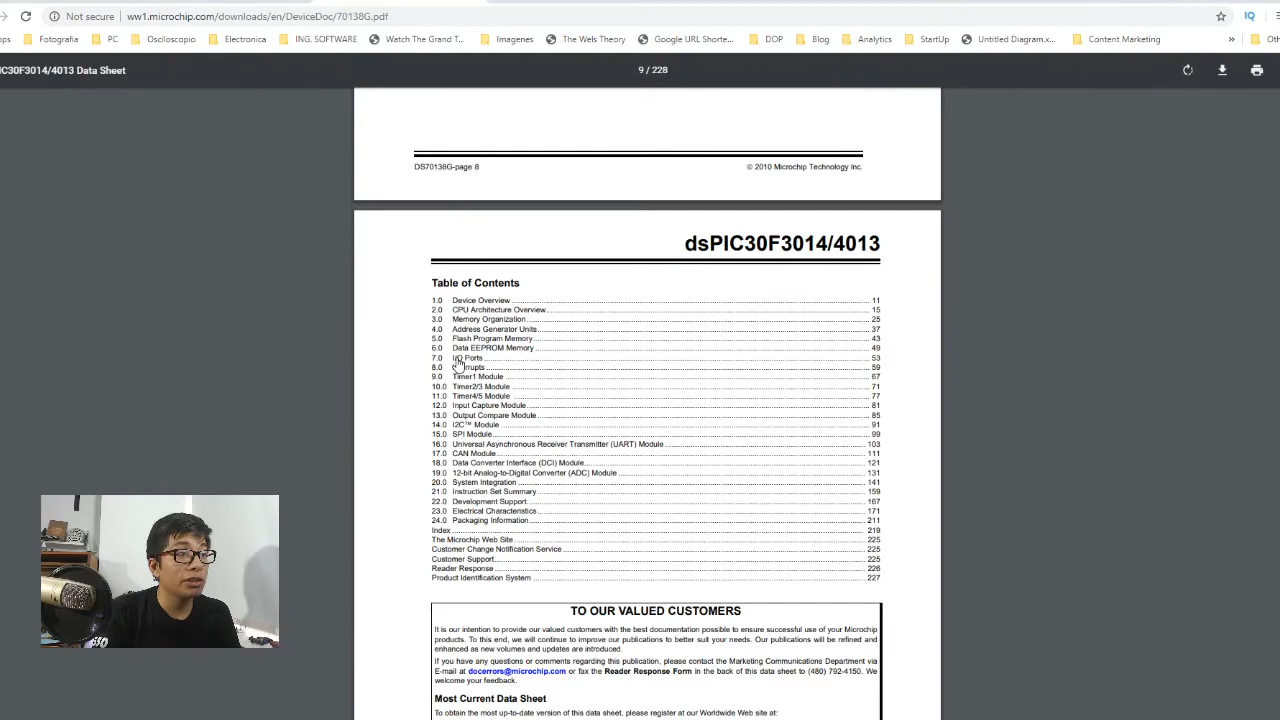 Not secure
ww1.microchip.com/downloads/en/DeviceDoc/70138G.pdf
ops Fotografia PC Osciloscopio Electronica ING. SOFTWARE Watch The Grand T... Imagenes The Wels Theory Google URL Shorte... DOP Blog Analytics StartUp Untitled Diagram.x... Content Marketing » Ot
IC30F3014/4013 Data Sheet
9 / 228
DS70138G-page 8
© 2010 Microchip Technology Inc.
dsPIC30F3014/4013
Table of Contents
1.0 Device Overview 11
2.0 CPU Architecture Overview 15
3.0 Memory Organization 25
4.0 Address Generator Units 37
5.0 Flash Program Memory 43
6.0 Data EEPROM Memory 49
7.0 I/O Ports 53
8.0 rrupts 59
9.0 Timer1 Module 67
10.0 Timer2/3 Module 71
11.0 Timer4/5 Module 77
12.0 Input Capture Module 81
13.0 Output Compare Module 85
14.0 I2C™ Module 91
15.0 SPI Module 99
16.0 Universal Asynchronous Receiver Transmitter (UART) Module 103
17.0 CAN Module 111
18.0 Data Converter Interface (DCI) Module 121
19.0 12-bit Analog-to-Digital Converter (ADC) Module 131
20.0 System Integration 141
21.0 Instruction Set Summary 159
22.0 Development Support 167
23.0 Electrical Characteristics 171
24.0 Packaging Information 211
Index 219
The Microchip Web Site 225
Customer Change Notification Service 225
Customer Support 225
Reader Response 226
Product Identification System 227
TO OUR VALUED CUSTOMERS
It is our intention to provide our valued customers with the best documentation possible to ensure successful use of your Microchip
products. To this end, we will continue to improve our publications to better suit your needs. Our publications will be refined and
enhanced as new volumes and updates are introduced.
If you have any questions or comments regarding this publication, please contact the Marketing Communications Department via
E-mail at docerrors@microchip.com or fax the Reader Response Form in the back of this data sheet to (480) 792-4150. We
welcome your feedback.
Most Current Data Sheet
To obtain the most up-to-date version of this data sheet, please register at our Worldwide Web site at: